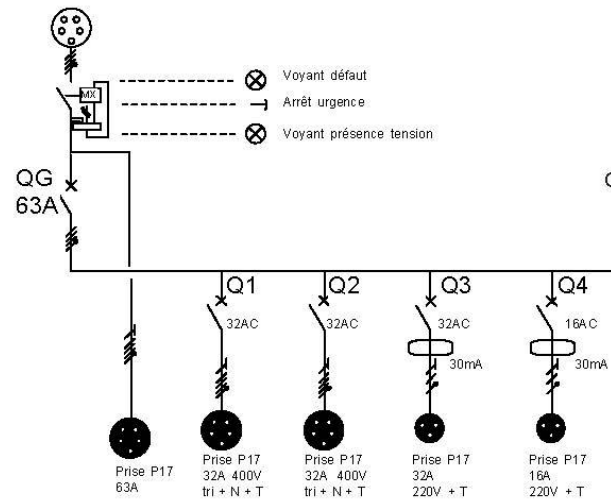 Voyant défaut
MX
Arrêt urgence
Voyant présence tension
QG
63A
Q1
Q2
Q3
Q4
32AC
32AC
32AC
16AC
30mA
30mA
Prise P17
63A
Prise P17
32A 400V
tri + N + T
Prise P17
32A 400V
tri + N + T
Prise P17
32A
220V + T
Prise P17
16A
220V + T